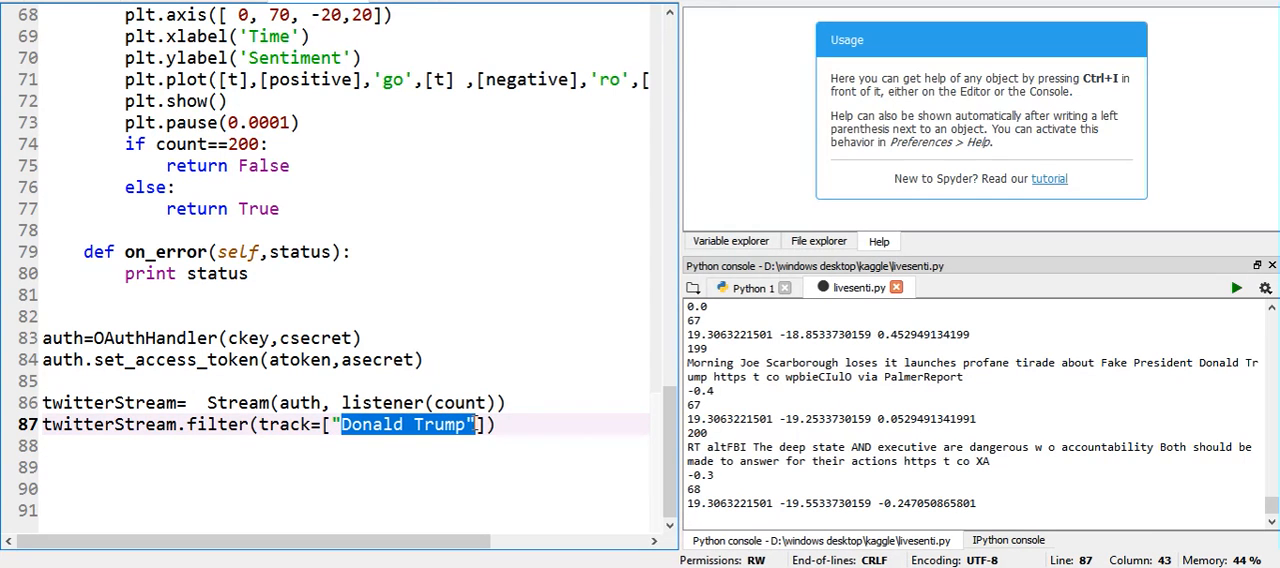 68 plt.axis([ 0, 70, -20,20])
69 plt.xlabel('Time')
70 plt.ylabel('Sentiment')
71 plt.plot([t],[positive],'go',[t] ,[negative],'ro',[
72 plt.show()
73 plt.pause(0.0001)
74 if count==200:
75 return False
76 else:
77 return True
78
79 def on_error(self,status):
80 print status
81
82
83 auth=OAuthHandler(ckey,csecret)
84 auth.set_access_token(atoken,asecret)
85
86 twitterStream=  Stream(auth, listener(count))
87 twitterStream.filter(track=["Donald Trump"])
88
89
90
91
Usage
Here you can get help of any object by pressing Ctrl+I in
front of it, either on the Editor or the Console.
Help can also be shown automatically after writing a left
parenthesis next to an object. You can activate this
behavior in Preferences > Help.
New to Spyder? Read our tutorial
Variable explorer File explorer Help
Python console - D:\windows desktop\kaggle\livesenti.py
Python 1 livesenti.py
0.0
67
19.3063221501 -18.8533730159 0.452949134199
199
Morning Joe Scarborough loses it launches profane tirade about Fake President Donald Tr
ump https t co wpbieCIulO via PalmerReport
-0.4
67
19.3063221501 -19.2533730159 0.0529491341991
200
RT altFBI The deep state AND executive are dangerous w o accountability Both should be
made to answer for their actions https t co XA
-0.3
68
19.3063221501 -19.5533730159 -0.247050865801
Python console - D:\windows desktop\kaggle\livesenti.py IPython console
Permissions: RW End-of-lines: CRLF Encoding: UTF-8 Line: 87 Column: 43 Memory: 44 %